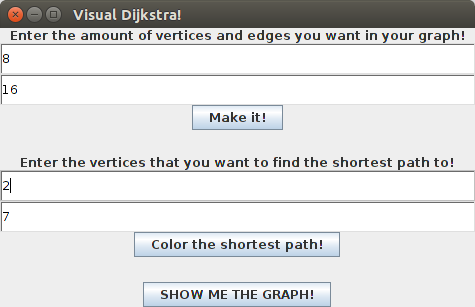 Visual Dijkstra!
Enter the amount of vertices and edges you want in your graph!
8
16
Make it!
Enter the vertices that you want to find the shortest path to!
2
7
Color the shortest path!
SHOW ME THE GRAPH!